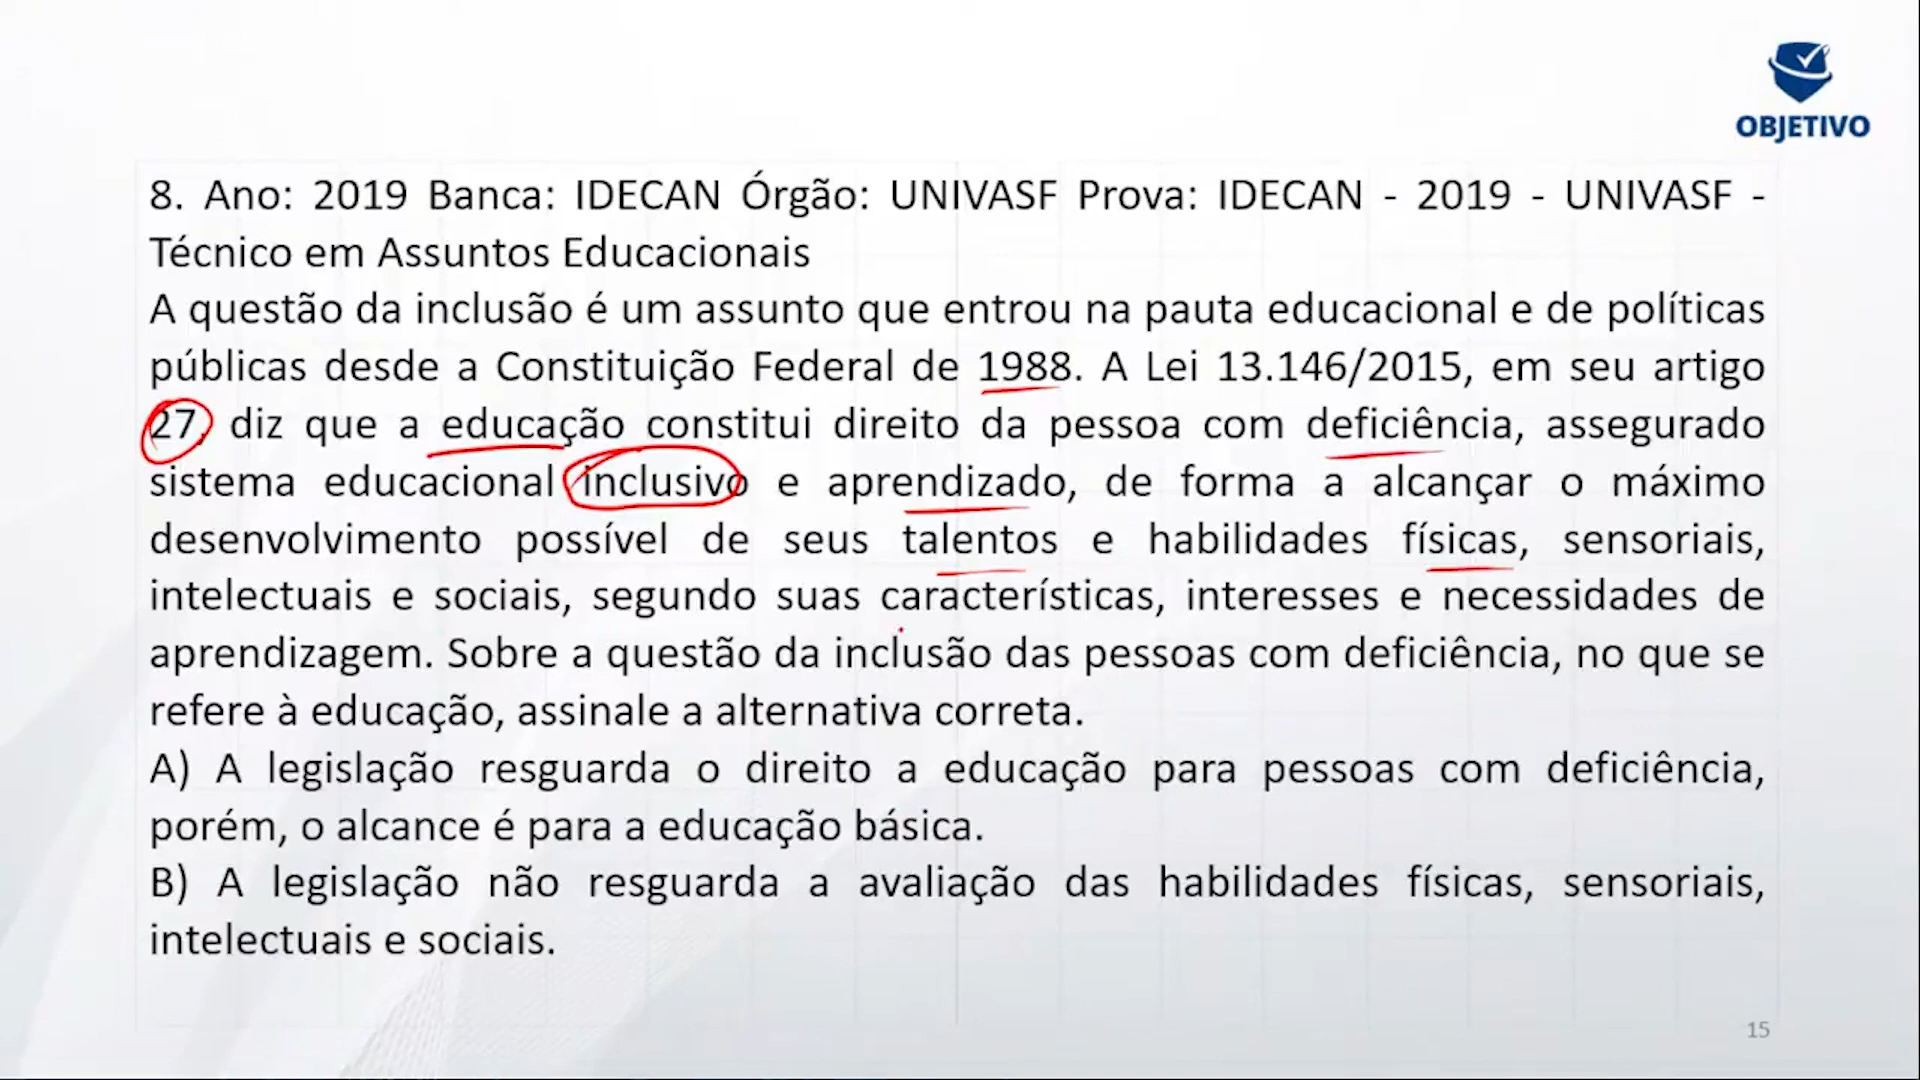 OBJETIVO
8. Ano: 2019 Banca: IDECAN Órgão: UNIVASF Prova: IDECAN - 2019 - UNIVASF -
Técnico em Assuntos Educacionais
A questão da inclusão é um assunto que entrou na pauta educacional e de políticas
públicas desde a Constituição Federal de 1988. A Lei 13.146/2015, em seu artigo
27, diz que a educação constitui direito da pessoa com deficiência, assegurado
sistema educacional inclusivo e aprendizado, de forma a alcançar o máximo
desenvolvimento possível de seus talentos e habilidades físicas, sensoriais,
intelectuais e sociais, segundo suas características, interesses e necessidades de
aprendizagem. Sobre a questão da inclusão das pessoas com deficiência, no que se
refere à educação, assinale a alternativa correta.
A) A legislação resguarda o direito a educação para pessoas com deficiência,
porém, o alcance é para a educação básica.
B) A legislação não resguarda a avaliação das habilidades físicas, sensoriais,
intelectuais e sociais.
15